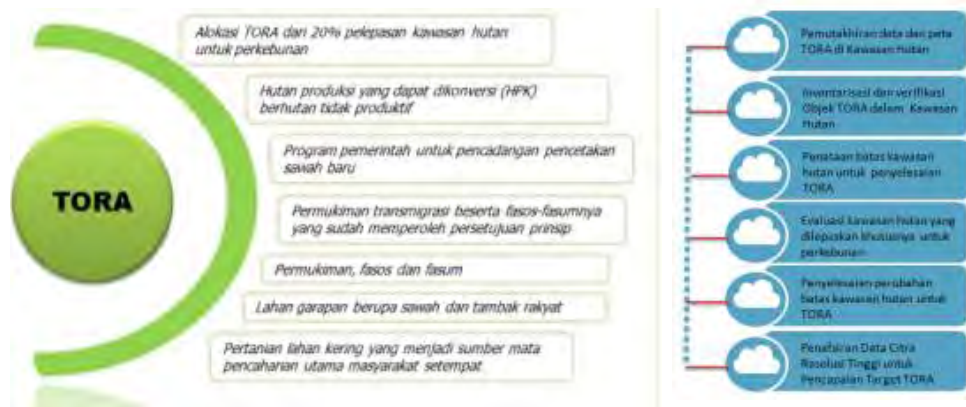 TORA
Alokasi TORA dari 20% pelepasan kawasan hutan
untuk perkebunan
Hutan produksi yang dapat dikonversi (HPK)
berhutan tidak produktif
Program pemerintah untuk pencadangan pencetakan
sawah baru
Permukiman transmigrasi beserta fasos-fasumnya
yang sudah memperoleh persetujuan prinsip
Permukiman, fasos dan fasum
Lahan garapan berupa sawah dan tambak rakyat
Pertanian lahan kering yang menjadi sumber mata
pencaharian utama masyarakat setempat
Pemutakhiran data dan peta
TORA di Kawasan Hutan
Inventarisasi dan verifikasi
Objek TORA dalam Kawasan
Hutan
Penataan batas kawasan
hutan untuk penyelesaian
TORA
Evaluasi kawasan hutan yang
dilepaskan khususnya untuk
perkebunan
Penyelesaian perubahan
batas kawasan hutan untuk
TORA
Penafsiran Data Citra
Resolusi Tinggi untuk
Pencapaian Target TORA